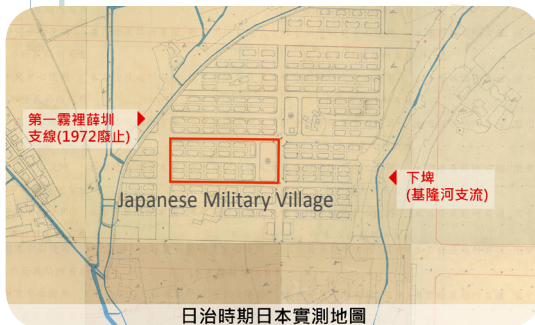 第一霧裡薛圳
支線(1972廢止)
下埤
(基隆河支流)
Japanese Military Village
日治時期日本實測地圖